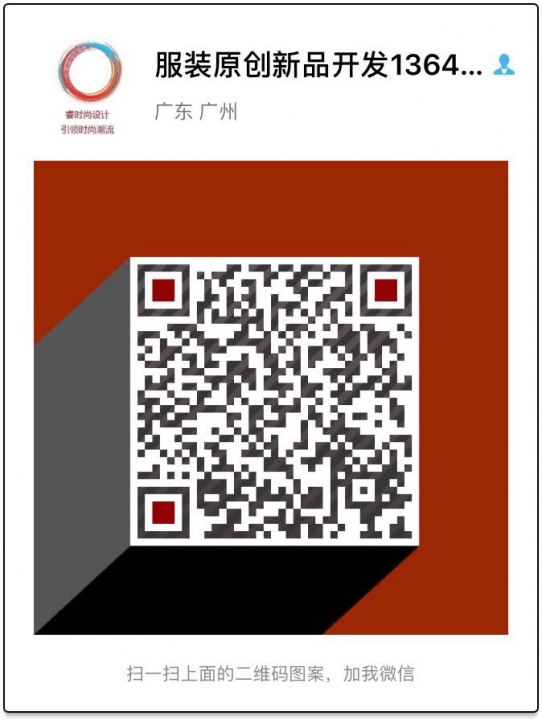 服装原创新品开发1364...
广东 广州
睿时尚设计
引领时尚潮流
扫一扫上面的二维码图案，加我微信